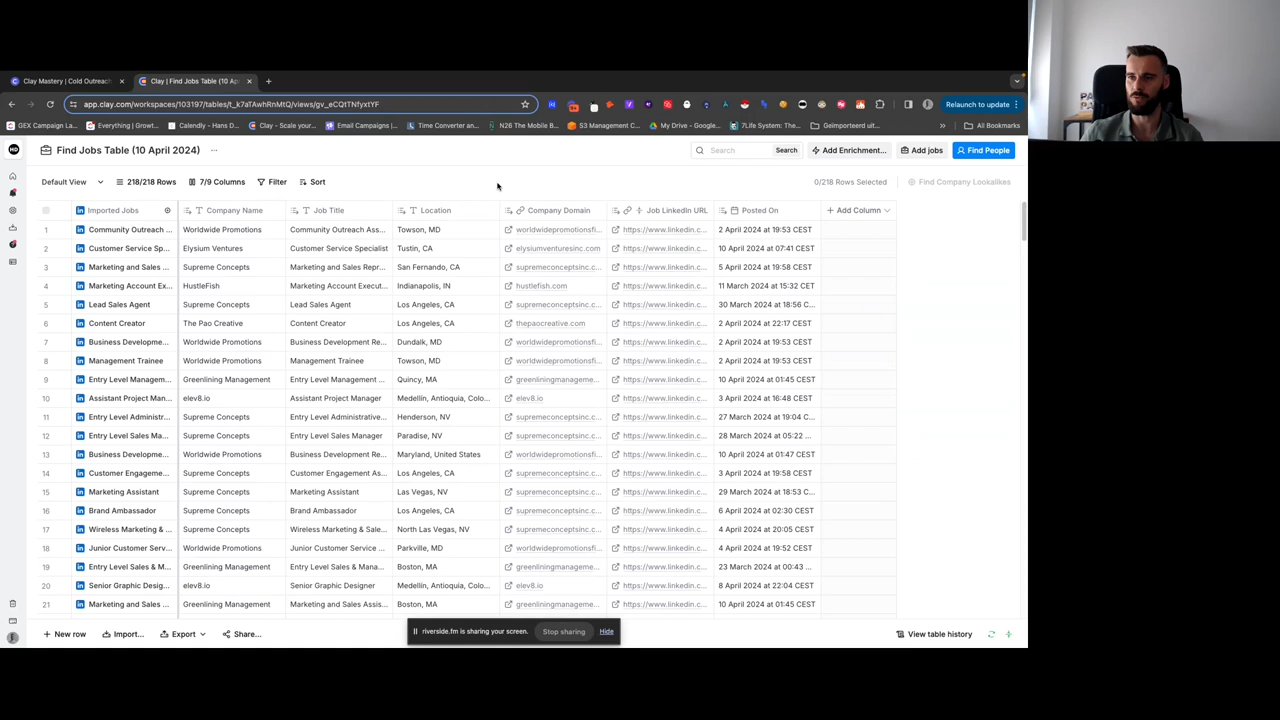 Clay Mastery | Cold Outreac
Clay | Find Jobs Table (10 Ap
app.clay.com/workspaces/103197/tables/t_k7aTAwhRnMtQ/views/gv_eCQtTNfyxtYF
Relaunch to update
GEX Campaign La... Everything | Growt... Calendly - Hans D... Clay - Scale your... Email Campaigns |... Time Converter an... N26 The Mobile B... S3 Management C... My Drive - Google... 7Life System: The... Geïmporteerd uit... All Bookmarks
HD
Find Jobs Table (10 April 2024)
Search Search Add Enrichment... Add jobs Find People
Default View 218/218 Rows 7/9 Columns Filter Sort 0/218 Rows Selected Find Company Lookalikes
Imported Jobs Company Name Job Title Location Company Domain Job LinkedIn URL Posted On Add Column
1 Community Outreach ... Worldwide Promotions Community Outreach Ass... Towson, MD worldwidepromotionsfi... https://www.linkedin.c... 2 April 2024 at 19:53 CEST
2 Customer Service Sp... Elysium Ventures Customer Service Specialist Tustin, CA elysiumventuresinc.com https://www.linkedin.c... 10 April 2024 at 07:41 CEST
3 Marketing and Sales ... Supreme Concepts Marketing and Sales Repr... San Fernando, CA supremeconceptsinc.c... https://www.linkedin.c... 5 April 2024 at 19:58 CEST
4 Marketing Account Ex... HustleFish Marketing Account Execut... Indianapolis, IN hustlefish.com https://www.linkedin.c... 11 March 2024 at 15:32 CET
5 Lead Sales Agent Supreme Concepts Lead Sales Agent Los Angeles, CA supremeconceptsinc.c... https://www.linkedin.c... 30 March 2024 at 18:56 C...
6 Content Creator The Pao Creative Content Creator Los Angeles, CA thepaocreative.com https://www.linkedin.c... 2 April 2024 at 22:17 CEST
7 Business Developme... Worldwide Promotions Business Development Re... Dundalk, MD worldwidepromotionsfi... https://www.linkedin.c... 2 April 2024 at 19:53 CEST
8 Management Trainee Worldwide Promotions Management Trainee Towson, MD worldwidepromotionsfi... https://www.linkedin.c... 2 April 2024 at 19:53 CEST
9 Entry Level Managem... Greenlining Management Entry Level Management ... Quincy, MA greenliningmanageme... https://www.linkedin.c... 10 April 2024 at 01:45 CEST
10 Assistant Project Man... elev8.io Assistant Project Manager Medellín, Antioquia, Colo... elev8.io https://www.linkedin.c... 3 April 2024 at 16:48 CEST
11 Entry Level Administr... Supreme Concepts Entry Level Administrative... Henderson, NV supremeconceptsinc.c... https://www.linkedin.c... 27 March 2024 at 19:04 C...
12 Entry Level Sales Ma... Supreme Concepts Entry Level Sales Manager Paradise, NV supremeconceptsinc.c... https://www.linkedin.c... 28 March 2024 at 05:22 ...
13 Business Developme... Worldwide Promotions Business Development Re... Maryland, United States worldwidepromotionsfi... https://www.linkedin.c... 10 April 2024 at 01:47 CEST
14 Customer Engageme... Supreme Concepts Customer Engagement As... Los Angeles, CA supremeconceptsinc.c... https://www.linkedin.c... 3 April 2024 at 19:58 CEST
15 Marketing Assistant Supreme Concepts Marketing Assistant Las Vegas, NV supremeconceptsinc.c... https://www.linkedin.c... 29 March 2024 at 18:53 C...
16 Brand Ambassador Supreme Concepts Brand Ambassador Los Angeles, CA supremeconceptsinc.c... https://www.linkedin.c... 6 April 2024 at 02:30 CEST
17 Wireless Marketing & ... Supreme Concepts Wireless Marketing & Sale... North Las Vegas, NV supremeconceptsinc.c... https://www.linkedin.c... 4 April 2024 at 20:05 CEST
18 Junior Customer Serv... Worldwide Promotions Junior Customer Service ... Parkville, MD worldwidepromotionsfi... https://www.linkedin.c... 4 April 2024 at 19:52 CEST
19 Entry Level Sales & M... Greenlining Management Entry Level Sales & Mana... Boston, MA greenliningmanageme... https://www.linkedin.c... 23 March 2024 at 00:43 ...
20 Senior Graphic Desig... elev8.io Senior Graphic Designer Medellín, Antioquia, Colo... elev8.io https://www.linkedin.c... 8 April 2024 at 22:04 CEST
21 Marketing and Sales ... Greenlining Management Marketing and Sales Assis... Boston, MA greenliningmanageme... https://www.linkedin.c... 10 April 2024 at 01:45 CEST
riverside.fm is sharing your screen. Stop sharing Hide
New row Import... Export Share... View table history